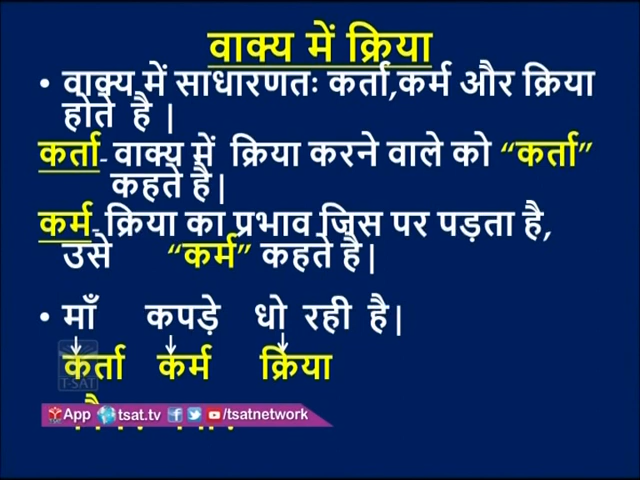 वाक्य में क्रिया
• वाक्य में साधारणतः कर्ता,कर्म और क्रिया
होते है |
कर्ता- वाक्य में क्रिया करने वाले को “कर्ता”
कहते है|
कर्म-क्रिया का प्रभाव जिस पर पड़ता है,
उसे “कर्म” कहते है|
• माँ कपड़े धो रही है|
कर्ता कर्म क्रिया
T-SAT
App tsat.tv /tsatnetwork